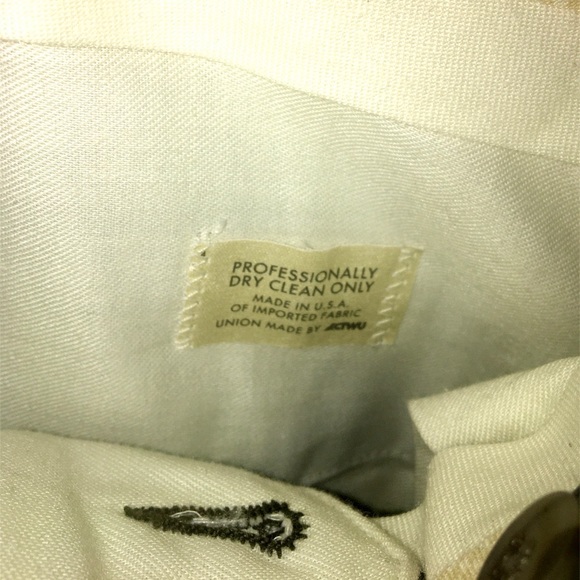 PROFESSIONALLY
DRY CLEAN ONLY
MADE IN U.S.A.
OF IMPORTED FABRIC
UNION MADE BY ACTWU